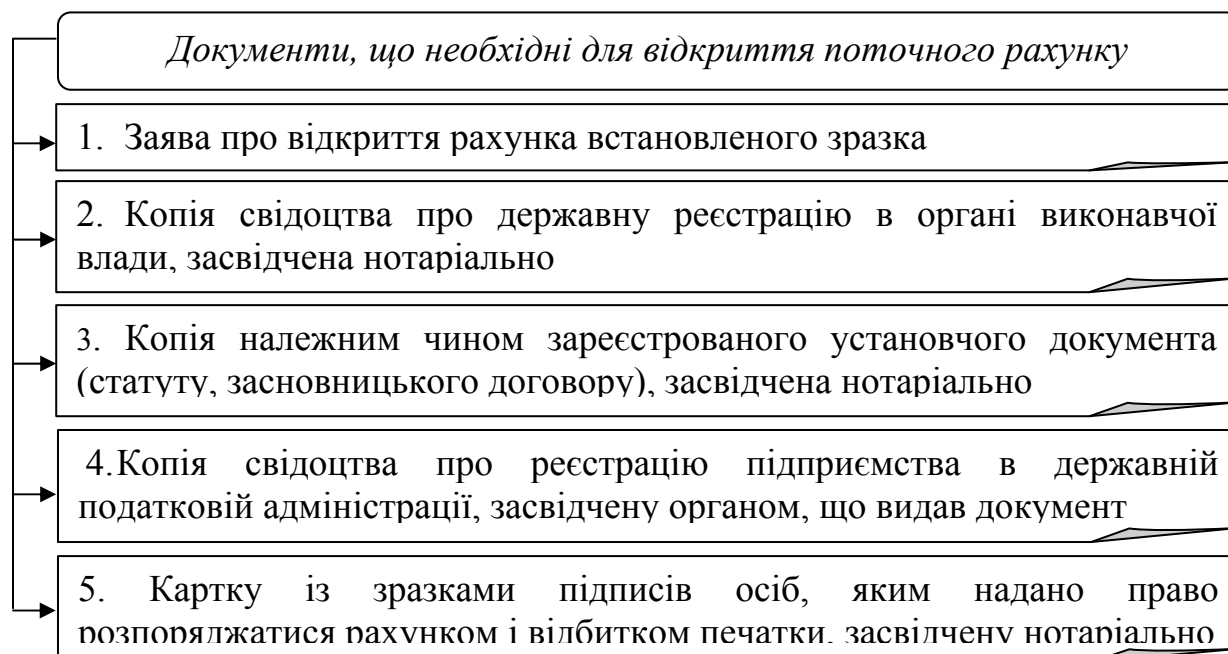 Документи, що необхідні для відкриття поточного рахунку
1. Заява про відкриття рахунка встановленого зразка
2. Копія свідоцтва про державну реєстрацію в органі виконавчої
влади, засвідчена нотаріально
3. Копія належним чином зареєстрованого установчого документа
(статуту, засновницького договору), засвідчена нотаріально
4.Копія свідоцтва про реєстрацію підприємства в державній
податковій адміністрації, засвідчену органом, що видав документ
5. Картку із зразками підписів осіб, яким надано право
розпоряджатися рахунком і відбитком печатки, засвідчену нотаріально